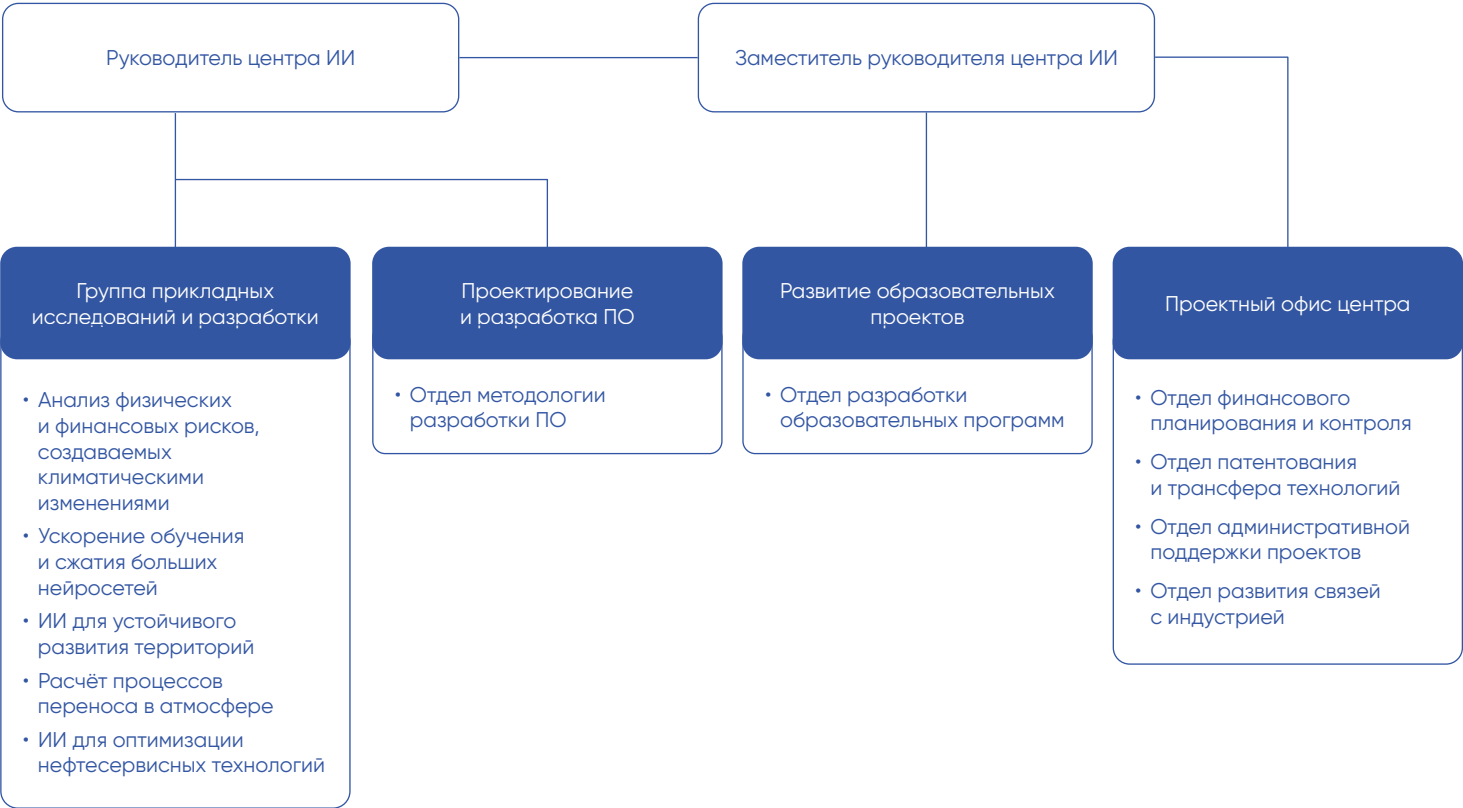 Руководитель центра ИИ
Заместитель руководителя центра ИИ
Группа прикладных
исследований и разработки
• Анализ физических
и финансовых рисков,
создаваемых
климатическими
изменениями
• Ускорение обучения
и сжатия больших
нейросетей
• ИИ для устойчивого
развития территорий
• Расчёт процессов
переноса в атмосфере
• ИИ для оптимизации
нефтесервисных технологий
Проектирование
и разработка ПО
• Отдел методологии
разработки ПО
Развитие образовательных
проектов
• Отдел разработки
образовательных программ
Проектный офис центра
• Отдел финансового
планирования и контроля
• Отдел патентования
и трансфера технологий
• Отдел административной
поддержки проектов
• Отдел развития связей
с индустрией